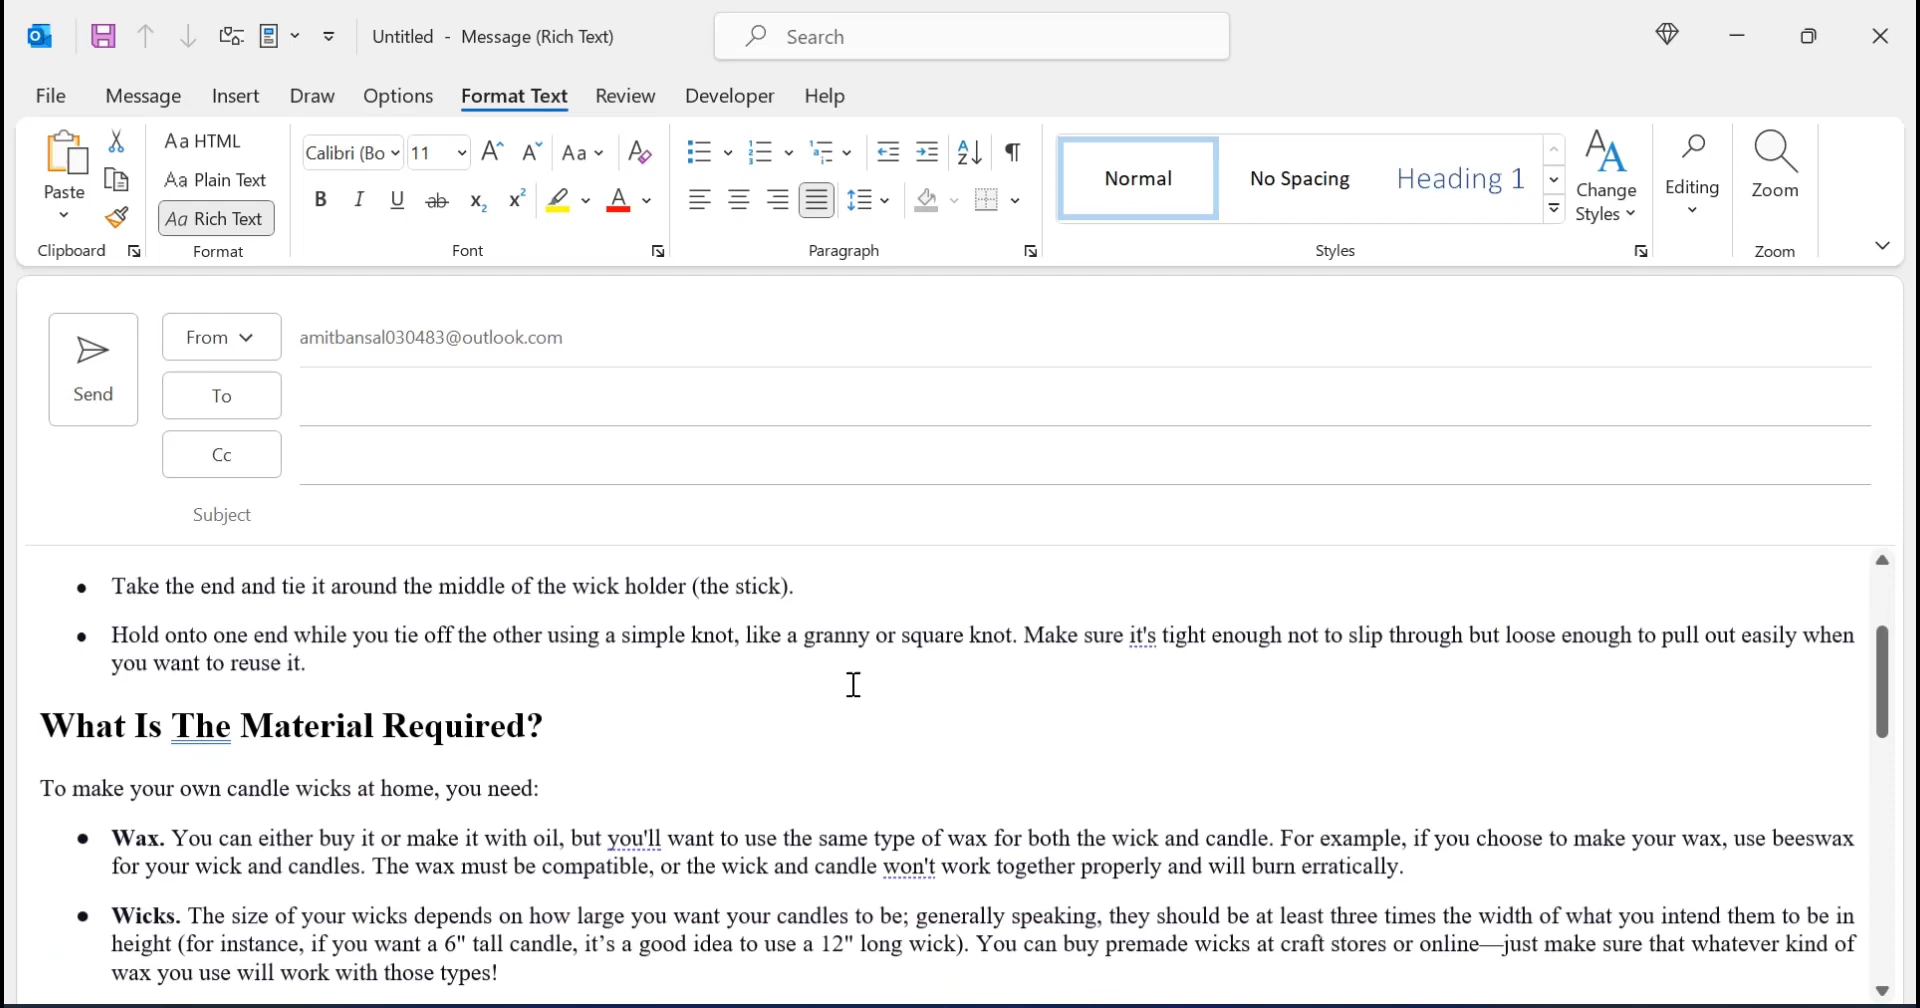 Untitled - Message (Rich Text)
Search
File Message Insert Draw Options Format Text Review Developer Help
Paste
Clipboard
Aa HTML
Aa Plain Text
Aa Rich Text
Format
Calibri (Bo 11 Aa
B I U ab x₂ x² A
Font
Paragraph
Normal
No Spacing
Heading 1
Styles
Change
Styles
Editing
Zoom
Zoom
Send
From amitbansal030483@outlook.com
To
Cc
Subject
• Take the end and tie it around the middle of the wick holder (the stick).
• Hold onto one end while you tie off the other using a simple knot, like a granny or square knot. Make sure it's tight enough not to slip through but loose enough to pull out easily when
you want to reuse it.
What Is The Material Required?
To make your own candle wicks at home, you need:
• Wax. You can either buy it or make it with oil, but you'll want to use the same type of wax for both the wick and candle. For example, if you choose to make your wax, use beeswax
for your wick and candles. The wax must be compatible, or the wick and candle won't work together properly and will burn erratically.
• Wicks. The size of your wicks depends on how large you want your candles to be; generally speaking, they should be at least three times the width of what you intend them to be in
height (for instance, if you want a 6" tall candle, it’s a good idea to use a 12" long wick). You can buy premade wicks at craft stores or online—just make sure that whatever kind of
wax you use will work with those types!